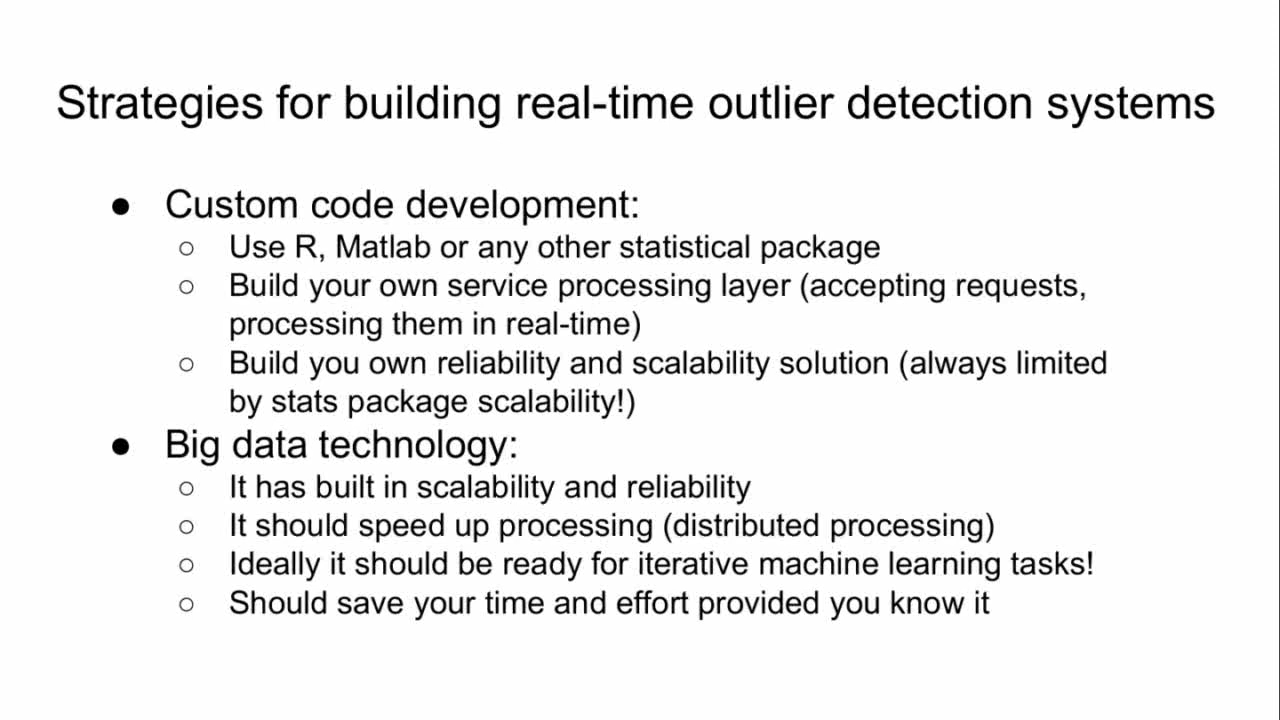 Strategies for building real-time outlier detection systems
● Custom code development:
○ Use R, Matlab or any other statistical package
○ Build your own service processing layer (accepting requests,
processing them in real-time)
○ Build you own reliability and scalability solution (always limited
by stats package scalability!)
● Big data technology:
○ It has built in scalability and reliability
○ It should speed up processing (distributed processing)
○ Ideally it should be ready for iterative machine learning tasks!
○ Should save your time and effort provided you know it